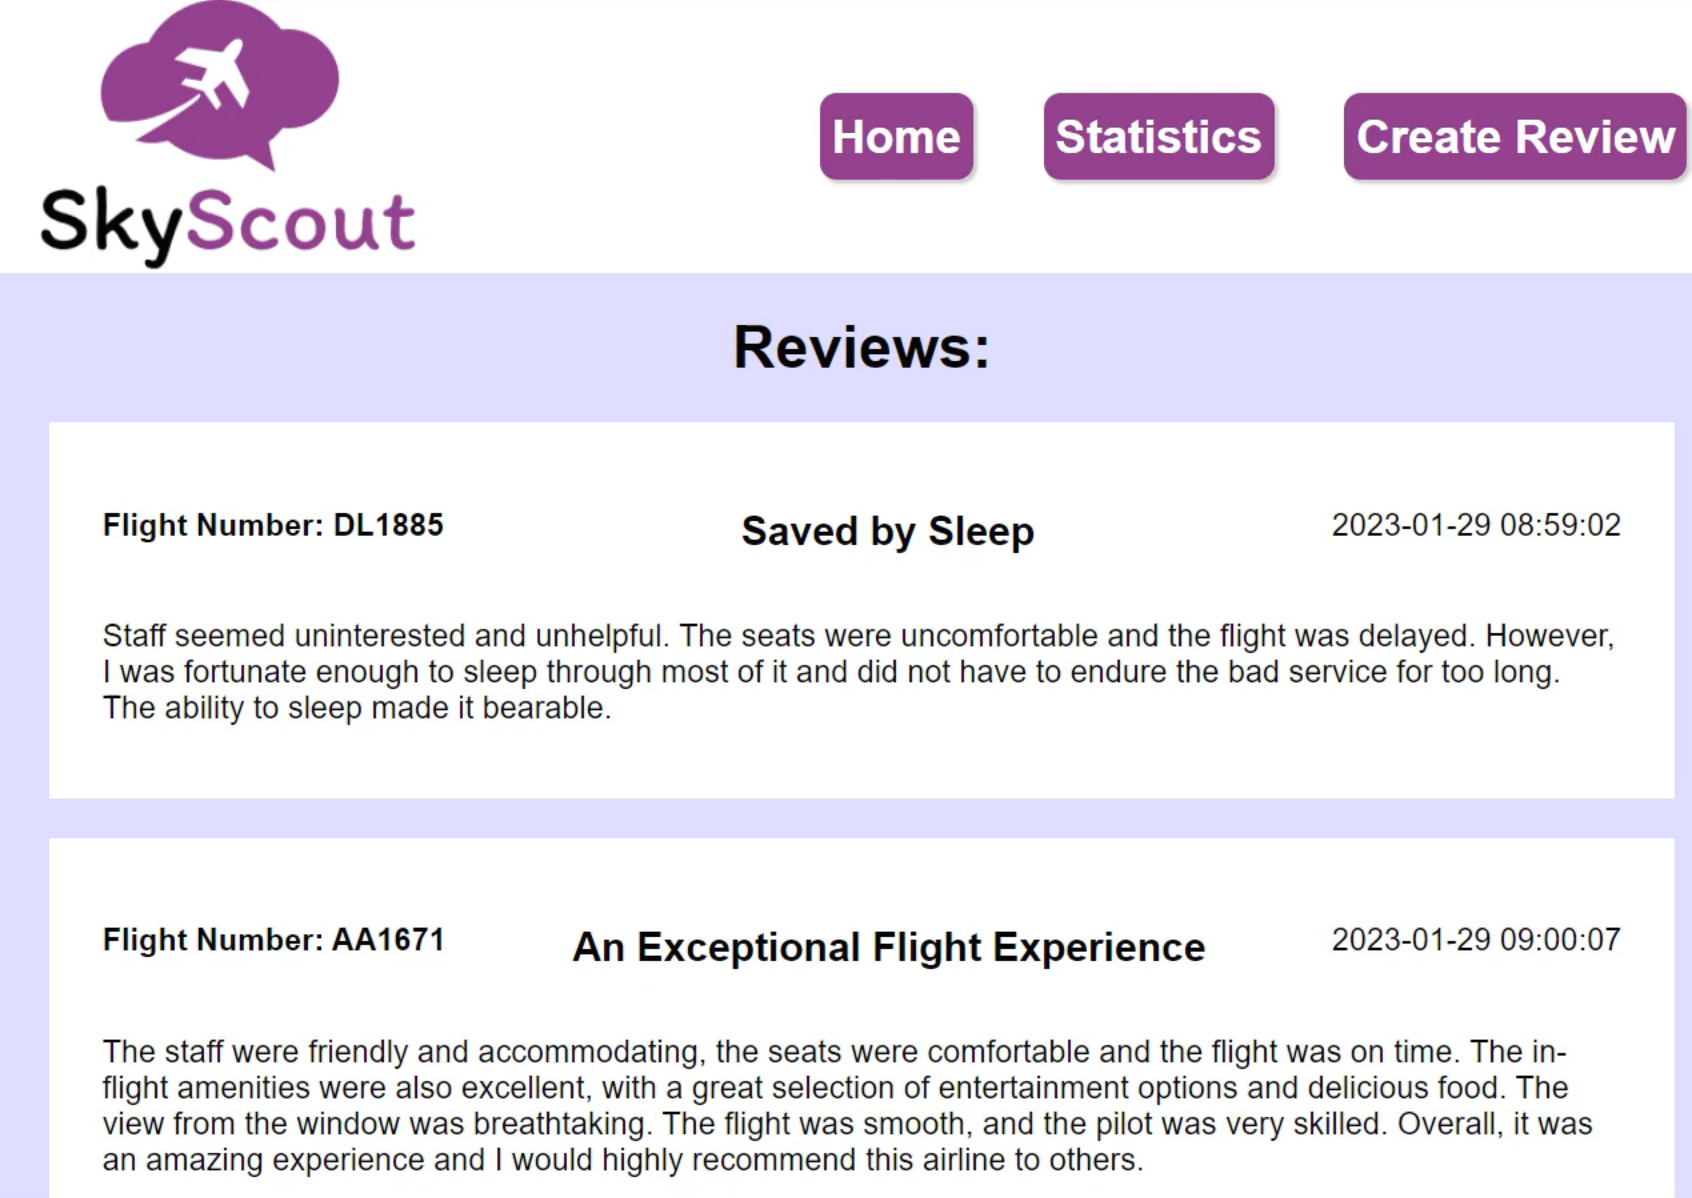 SkyScout
Home Statistics Create Review
Reviews:
Flight Number: DL1885 Saved by Sleep 2023-01-29 08:59:02
Staff seemed uninterested and unhelpful. The seats were uncomfortable and the flight was delayed. However,
I was fortunate enough to sleep through most of it and did not have to endure the bad service for too long.
The ability to sleep made it bearable.
Flight Number: AA1671 An Exceptional Flight Experience 2023-01-29 09:00:07
The staff were friendly and accommodating, the seats were comfortable and the flight was on time. The in-
flight amenities were also excellent, with a great selection of entertainment options and delicious food. The
view from the window was breathtaking. The flight was smooth, and the pilot was very skilled. Overall, it was
an amazing experience and I would highly recommend this airline to others.